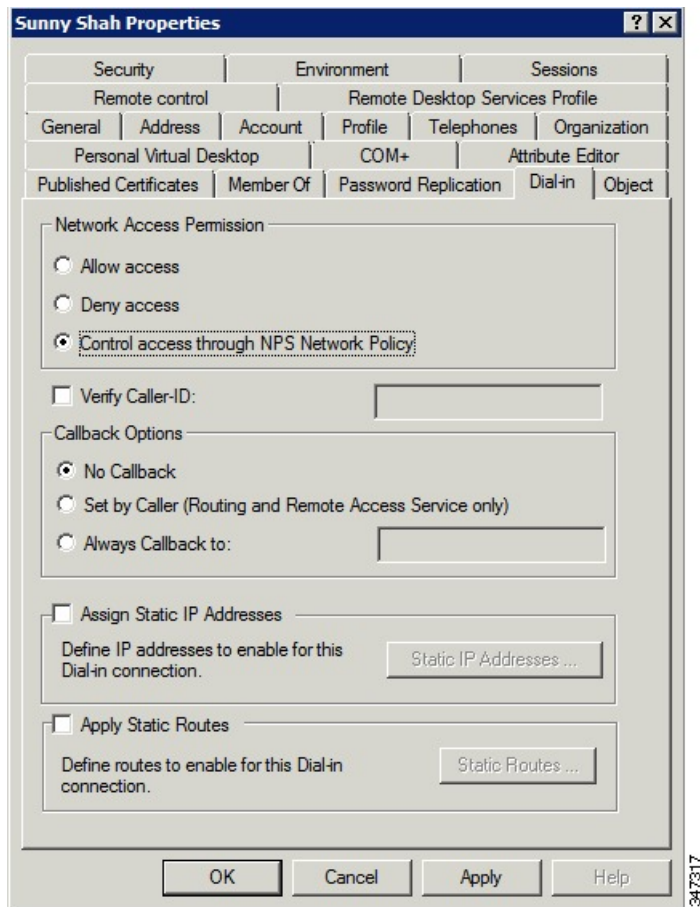 Sunny Shah Properties
Security Environment Sessions
Remote control Remote Desktop Services Profile
General Address Account Profile Telephones Organization
Personal Virtual Desktop COM+ Attribute Editor
Published Certificates Member Of Password Replication Dial-in Object
Network Access Permission
Allow access
Deny access
Control access through NPS Network Policy
Verify Caller-ID:
Callback Options
No Callback
Set by Caller (Routing and Remote Access Service only)
Always Callback to:
Assign Static IP Addresses
Define IP addresses to enable for this
Dial-in connection.
Static IP Addresses ...
Apply Static Routes
Define routes to enable for this Dial-in
connection.
Static Routes ...
OK Cancel Apply Help
347317